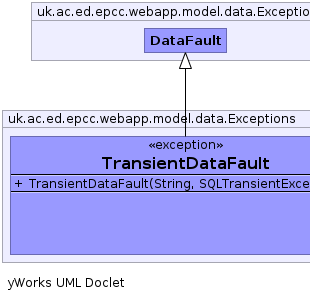 uk.ac.ed.epcc.webapp.model.data.Exceptio
DataFault
uk.ac.ed.epcc.webapp.model.data.Exceptions
«exception»
TransientDataFault
+ TransientDataFault(String, SQLTransientExce
yWorks UML Doclet